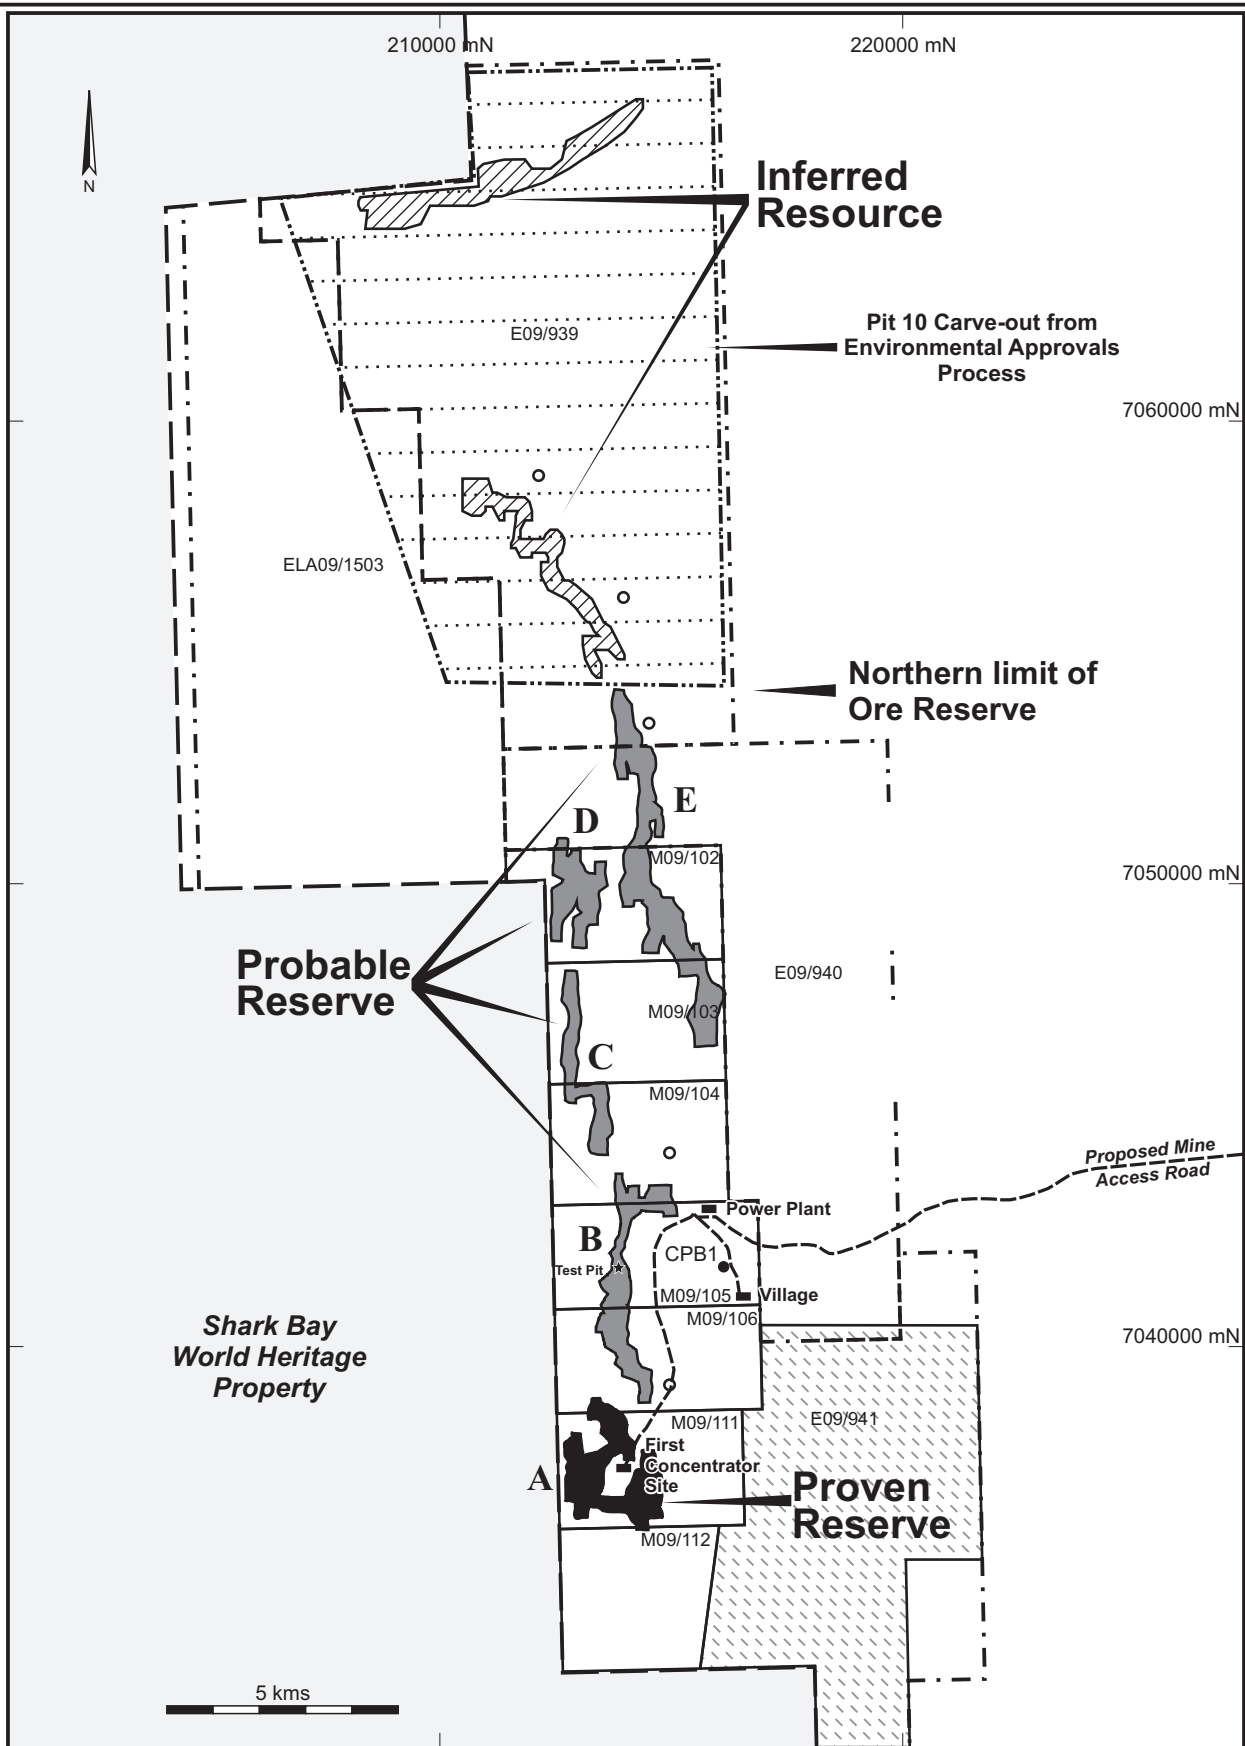 210000 mN
220000 mN
N
Inferred
Resource
E09/939
Pit 10 Carve-out from
Environmental Approvals
Process
7060000 mN
ELA09/1503
Northern limit of
Ore Reserve
E
D
M09/102
7050000 mN
Probable
Reserve
E09/940
M09/103
C
M09/104
Proposed Mine
Access Road
Power Plant
B
CPB1
Test Pit
M09/105
Village
M09/106
Shark Bay
World Heritage
Property
7040000 mN
M09/111
E09/941
First
Concentrator
Site
A
Proven
Reserve
M09/112
5 kms